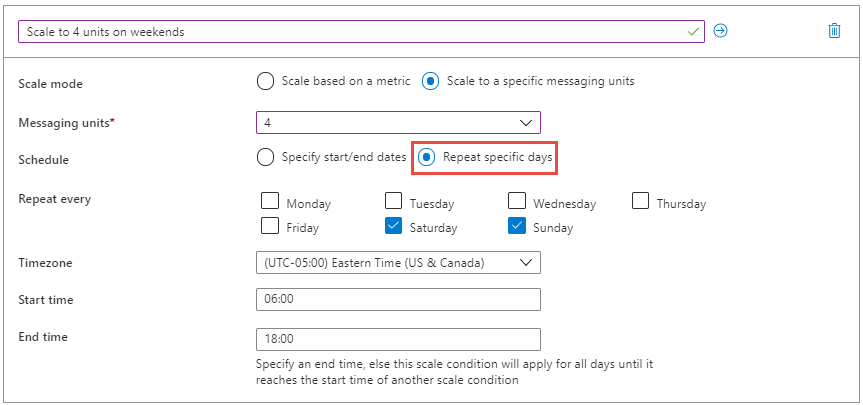 Scale to 4 units on weekends
Scale mode Scale based on a metric Scale to a specific messaging units
Messaging units* 4
Schedule Specify start/end dates Repeat specific days
Repeat every Monday Tuesday Wednesday Thursday
Friday Saturday Sunday
Timezone (UTC-05:00) Eastern Time (US & Canada)
Start time 06:00
End time 18:00
Specify an end time, else this scale condition will apply for all days until it
reaches the start time of another scale condition